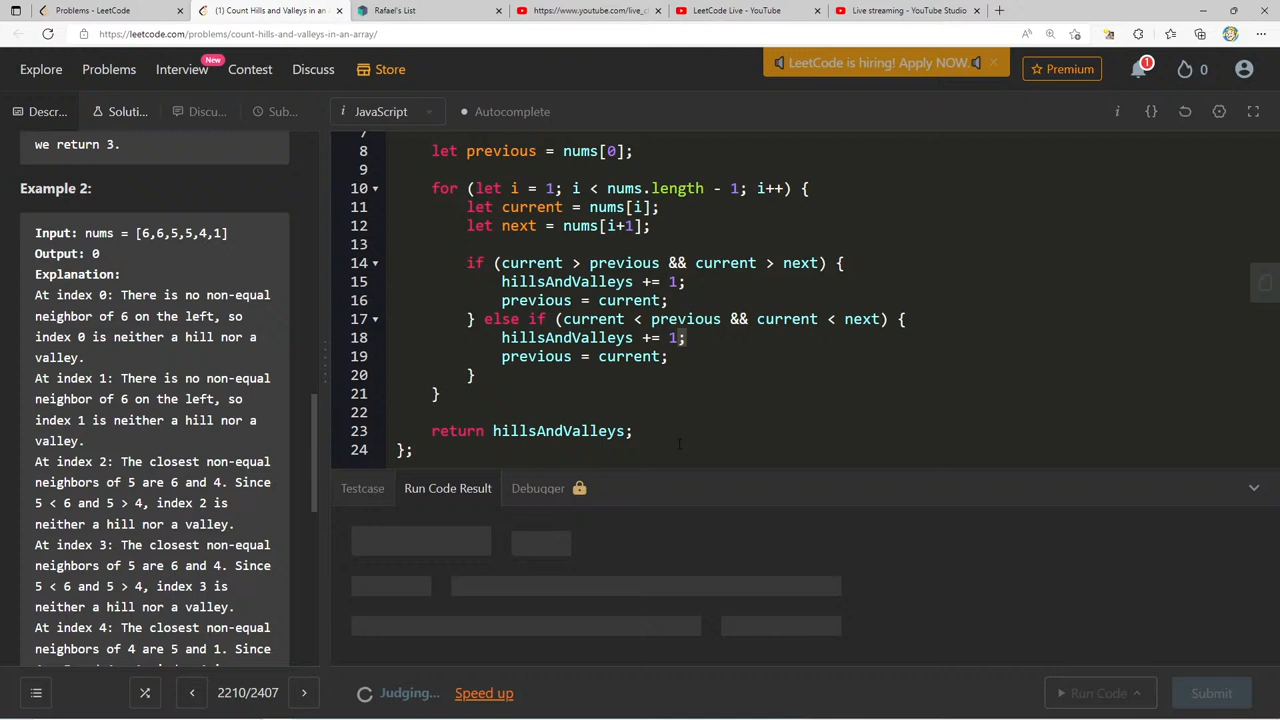 Problems - LeetCode
(1) Count Hills and Valleys in an
Rafael's List
https://www.youtube.com/live_cl
LeetCode Live - YouTube
Live streaming - YouTube Studio
https://leetcode.com/problems/count-hills-and-valleys-in-an-array/
Explore
Problems
Interview
New
Contest
Discuss
Store
LeetCode is hiring! Apply NOW.
Premium
1
0
Descr...
Soluti...
Discu...
Sub...
i JavaScript
Autocomplete
we return 3.
Example 2:
Input: nums = [6,6,5,5,4,1]
Output: 0
Explanation:
At index 0: There is no non-equal
neighbor of 6 on the left, so
index 0 is neither a hill nor a
valley.
At index 1: There is no non-equal
neighbor of 6 on the left, so
index 1 is neither a hill nor a
valley.
At index 2: The closest non-equal
neighbors of 5 are 6 and 4. Since
5 < 6 and 5 > 4, index 2 is
neither a hill nor a valley.
At index 3: The closest non-equal
neighbors of 5 are 6 and 4. Since
5 < 6 and 5 > 4, index 3 is
neither a hill nor a valley.
At index 4: The closest non-equal
neighbors of 4 are 5 and 1. Since
7
8 let previous = nums[0];
9
10 for (let i = 1; i < nums.length - 1; i++) {
11 let current = nums[i];
12 let next = nums[i+1];
13
14 if (current > previous && current > next) {
15 hillsAndValleys += 1;
16 previous = current;
17 } else if (current < previous && current < next) {
18 hillsAndValleys += 1;
19 previous = current;
20 }
21 }
22
23 return hillsAndValleys;
24 };
Testcase
Run Code Result
Debugger
2210/2407
Judging...
Speed up
Run Code
Submit